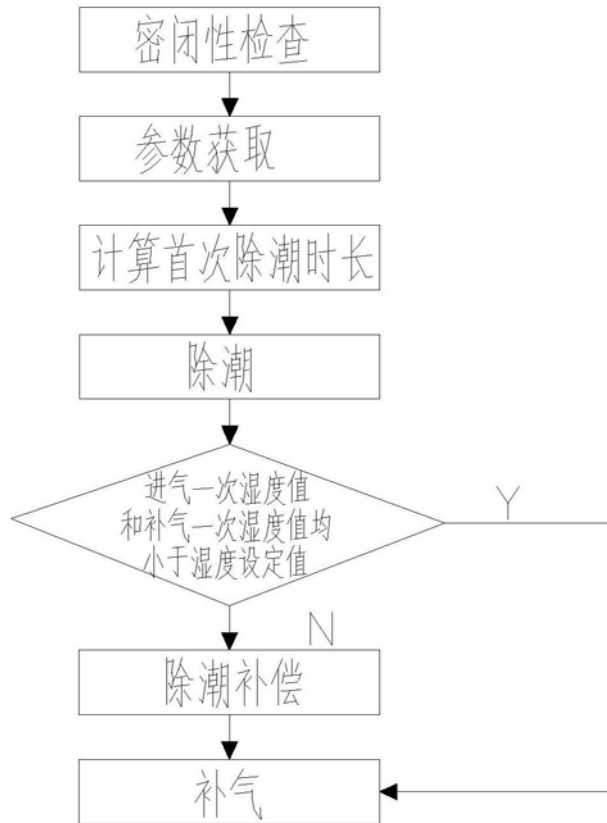 密闭性检查
参数获取
计算首次除潮时长
除潮
进气一次湿度值
和补气一次湿度值均
小于湿度设定值
Y
N
除潮补偿
补气